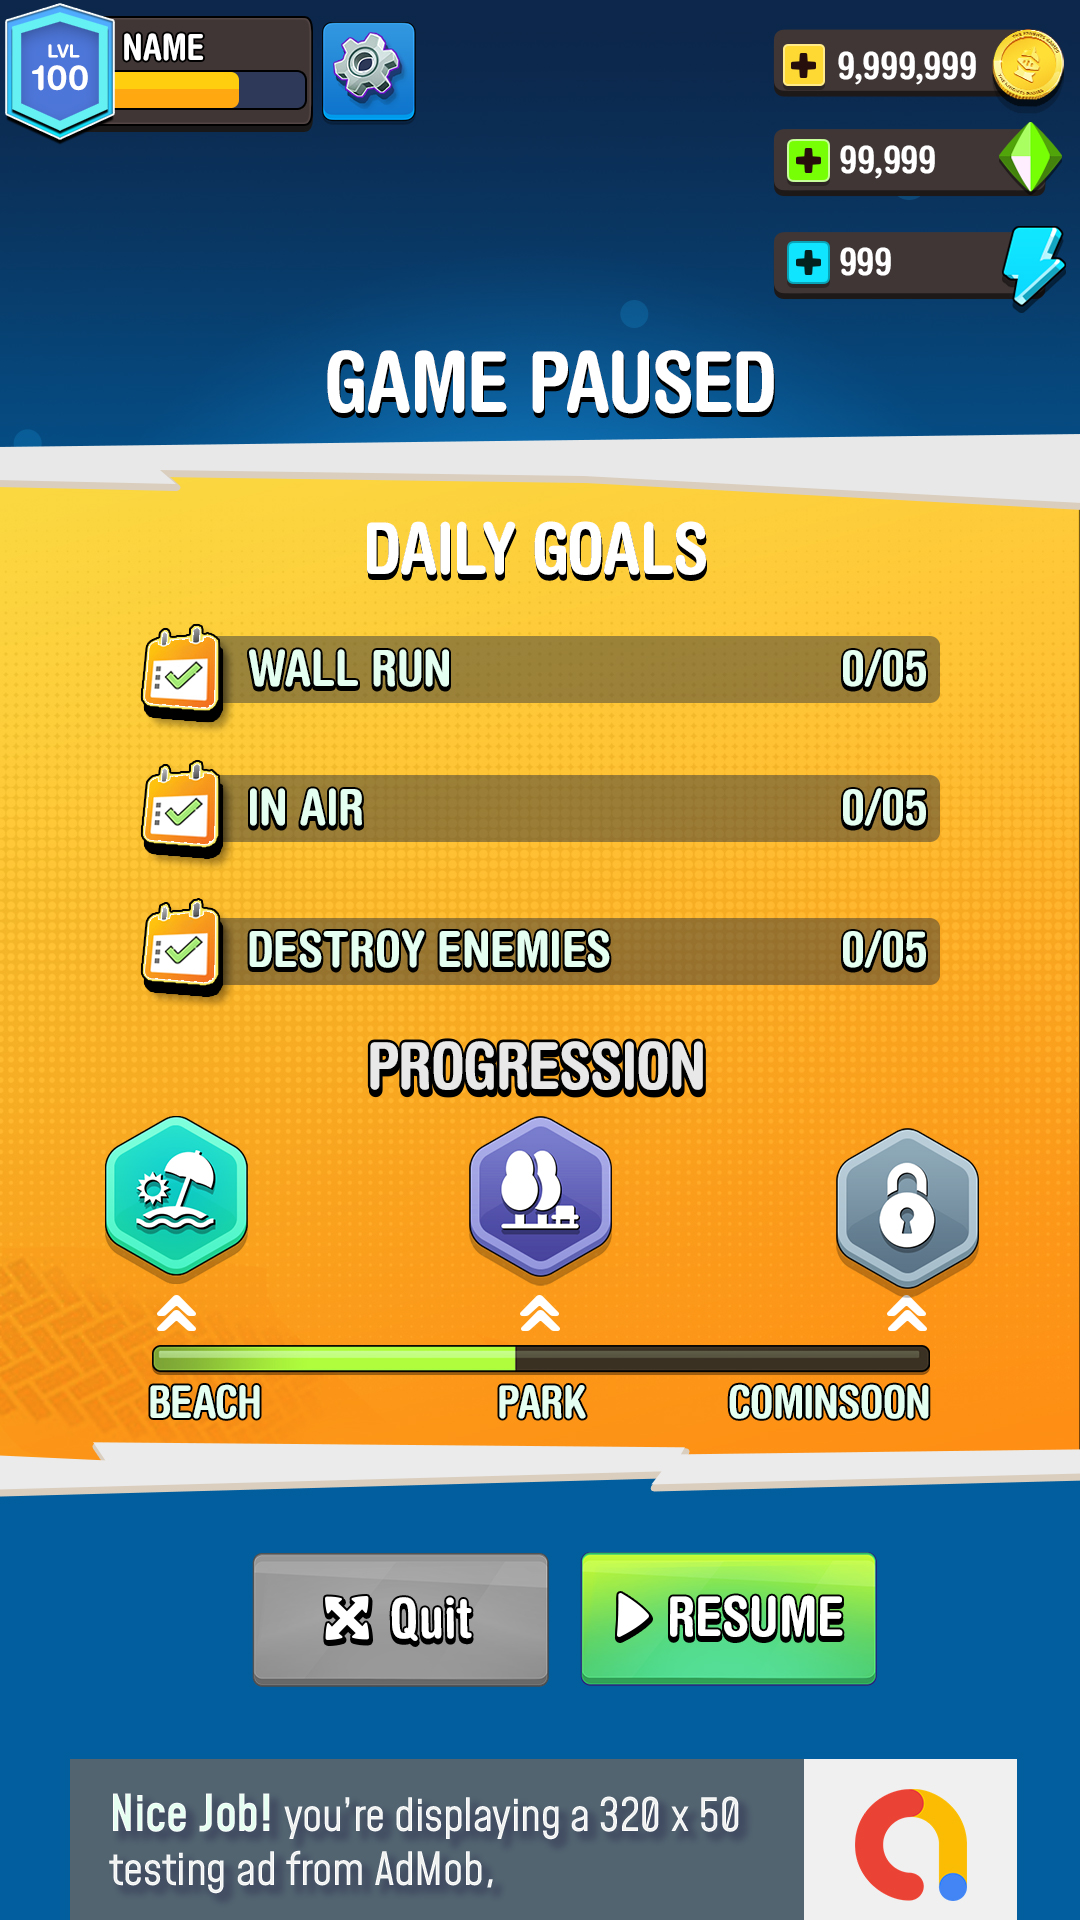 LVL
100
NAME
9,999,999
99,999
999
GAME PAUSED
DAILY GOALS
WALL RUN 0/05
IN AIR 0/05
DESTROY ENEMIES 0/05
PROGRESSION
BEACH PARK COMINSOON
Quit RESUME
Nice Job! you're displaying a 320 x 50
testing ad from AdMob,